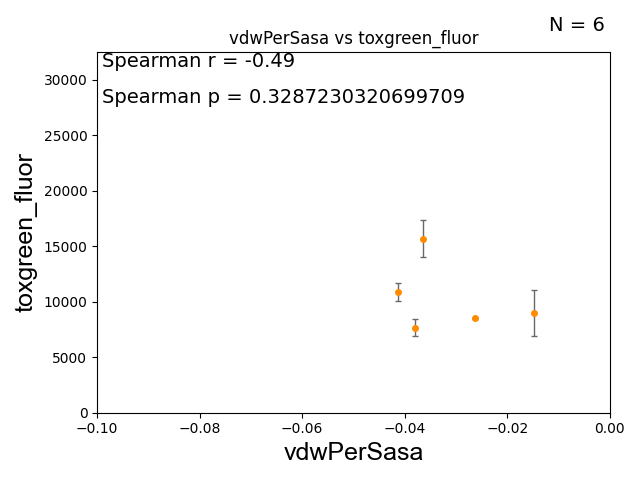 N = 6
vdwPerSasa vs toxgreen_fluor
Spearman r = -0.49
Spearman p = 0.3287230320699709
30000
25000
20000
15000
10000
5000
0
toxgreen_fluor
−0.10 −0.08 −0.06 −0.04 −0.02 0.00
vdwPerSasa